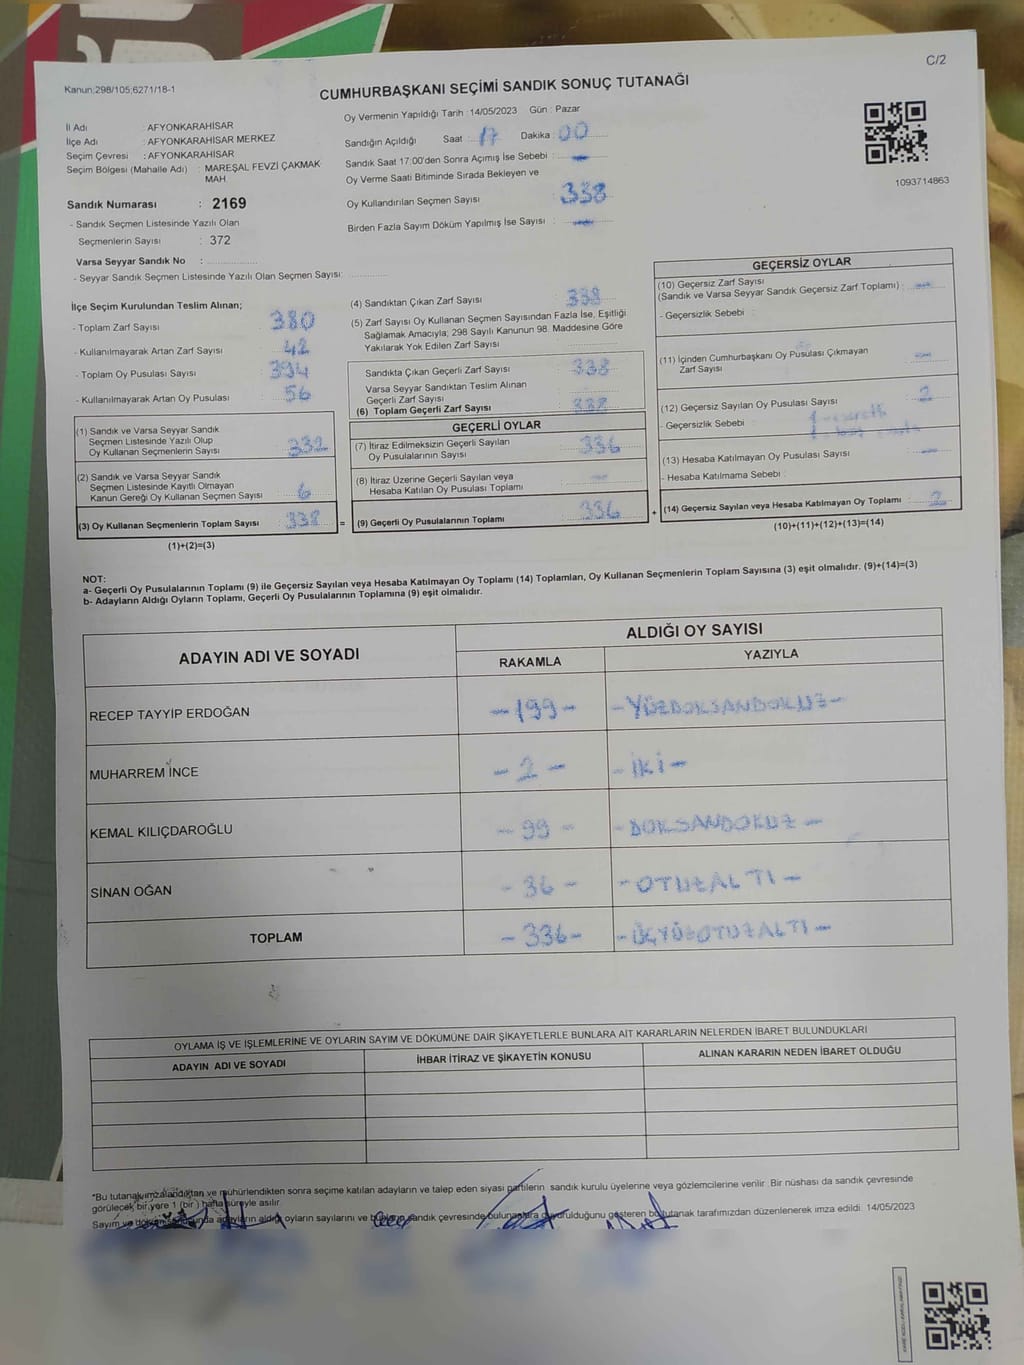 C/2
Kanun:298/105;6271/18-1
CUMHURBAŞKANI SEÇİMİ SANDIK SONUÇ TUTANAĞI
İl Adı : AFYONKARAHİSAR
İlçe Adı : AFYONKARAHİSAR MERKEZ
Seçim Çevresi : AFYONKARAHİSAR
Seçim Bölgesi (Mahalle Adı) : MAREŞAL FEVZİ ÇAKMAK
MAH.
Sandık Numarası : 2169
- Sandık Seçmen Listesinde Yazılı Olan
Seçmenlerin Sayısı : 372
Varsa Seyyar Sandık No :
- Seyyar Sandık Seçmen Listesinde Yazılı Olan Seçmen Sayısı:
Oy Vermenin Yapıldığı Tarih :14/05/2023 Gün : Pazar
Sandığın Açıldığı Saat : 17 Dakika : 00
Sandık Saat 17:00'den Sonra Açımış İse Sebebi : —
Oy Verme Saati Bitiminde Sırada Bekleyen ve
Oy Kullandırılan Seçmen Sayısı : 338
Birden Fazla Sayım Döküm Yapılmış İse Sayısı : —
1093714863
İlçe Seçim Kurulundan Teslim Alınan;
- Toplam Zarf Sayısı : 380
- Kullanılmayarak Artan Zarf Sayısı : 42
- Toplam Oy Pusulası Sayısı : 394
- Kullanılmayarak Artan Oy Pusulası : 56
(1) Sandık ve Varsa Seyyar Sandık
Seçmen Listesinde Yazılı Olup
Oy Kullanan Seçmenlerin Sayısı : 332
(2) Sandık ve Varsa Seyyar Sandık
Seçmen Listesinde Kayıtlı Olmayan
Kanun Gereği Oy Kullanan Seçmen Sayısı : 6
(3) Oy Kullanan Seçmenlerin Toplam Sayısı : 338
(1)+(2)=(3)
(4) Sandıktan Çıkan Zarf Sayısı : 338
(5) Zarf Sayısı Oy Kullanan Seçmen Sayısından Fazla İse, Eşitliği
Sağlamak Amacıyla; 298 Sayılı Kanunun 98. Maddesine Göre
Yakılarak Yok Edilen Zarf Sayısı :
Sandıkta Çıkan Geçerli Zarf Sayısı : 338
Varsa Seyyar Sandıktan Teslim Alınan
Geçerli Zarf Sayısı :
(6) Toplam Geçerli Zarf Sayısı : 338
=
GEÇERLİ OYLAR
(7) İtiraz Edilmeksizin Geçerli Sayılan
Oy Pusulalarının Sayısı : 336
(8) İtiraz Üzerine Geçerli Sayılan veya
Hesaba Katılan Oy Pusulası Toplamı : —
(9) Geçerli Oy Pusulalarının Toplamı : 336
+
GEÇERSİZ OYLAR
(10) Geçersiz Zarf Sayısı
(Sandık ve Varsa Seyyar Sandık Geçersiz Zarf Toplamı) : —
- Geçersizlik Sebebi :
(11) İçinden Cumhurbaşkanı Oy Pusulası Çıkmayan
Zarf Sayısı : —
(12) Geçersiz Sayılan Oy Pusulası Sayısı : 2
- Geçersizlik Sebebi :
(13) Hesaba Katılmayan Oy Pusulası Sayısı : —
- Hesaba Katılmama Sebebi :
(14) Geçersiz Sayılan veya Hesaba Katılmayan Oy Toplamı : 2
(10)+(11)+(12)+(13)=(14)
NOT:
a- Geçerli Oy Pusulalarının Toplamı (9) ile Geçersiz Sayılan veya Hesaba Katılmayan Oy Toplamı (14) Toplamları, Oy Kullanan Seçmenlerin Toplam Sayısına (3) eşit olmalıdır. (9)+(14)=(3)
b- Adayların Aldığı Oyların Toplamı, Geçerli Oy Pusulalarının Toplamına (9) eşit olmalıdır.
ADAYIN ADI VE SOYADI
ALDIĞI OY SAYISI
RAKAMLA YAZIYLA
RECEP TAYYİP ERDOĞAN -199- -YÜZDOKSANDOKUZ-
MUHARREM İNCE -2- -İKİ-
KEMAL KILIÇDAROĞLU -99- -DOKSANDOKUZ-
SİNAN OĞAN -36- -OTUZALTI-
TOPLAM -336- -ÜÇYÜZOTUZALTI-
OYLAMA İŞ VE İŞLEMLERİNE VE OYLARIN SAYIM VE DÖKÜMÜNE DAİR ŞİKAYETLERLE BUNLARA AİT KARARLARIN NELERDEN İBARET BULUNDUKLARI
ADAYIN ADI VE SOYADI İHBAR İTİRAZ VE ŞİKAYETİN KONUSU ALINAN KARARIN NEDEN İBARET OLDUĞU
*Bu tutanak imzalandıktan ve mühürlendikten sonra seçime katılan adayların ve talep eden siyasi partilerin sandık kurulu üyelerine veya gözlemcilerine verilir. Bir nüshası da sandık çevresinde
görülecek bir yere 1 (bir) hafta süreyle asılır.
Sayım ve döküm sonucunda adayların aldığı oyların sayılarını ve bunların sandık çevresinde bulunanlara duyurulduğunu gösteren bu tutanak tarafımızdan düzenlenerek imza edildi. 14/05/2023